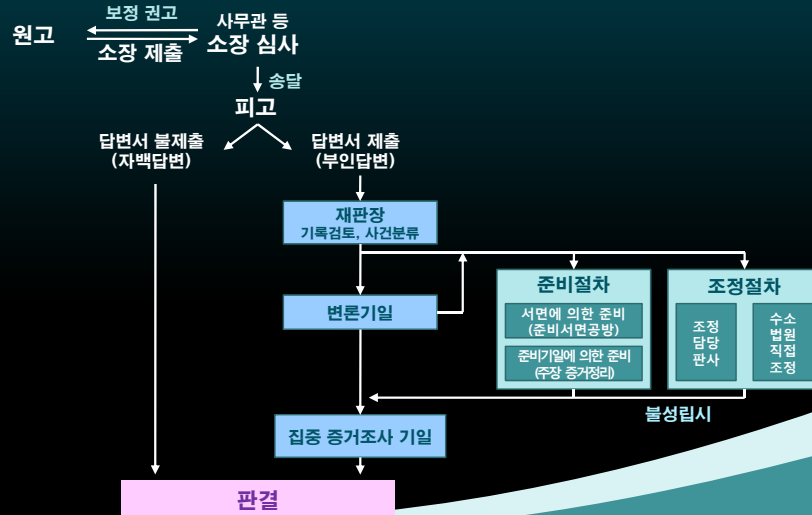 보정 권고
원고
소장 제출
사무관 등
소장 심사
송달
피고
답변서 불제출
(자백답변)
답변서 제출
(부인답변)
재판장
기록검토, 사건분류
변론기일
준비절차
서면에 의한 준비
(준비서면공방)
준비기일에 의한 준비
(주장 증거정리)
조정절차
조정
담당
판사
수소
법원
직접
조정
불성립시
집중 증거조사 기일
판결